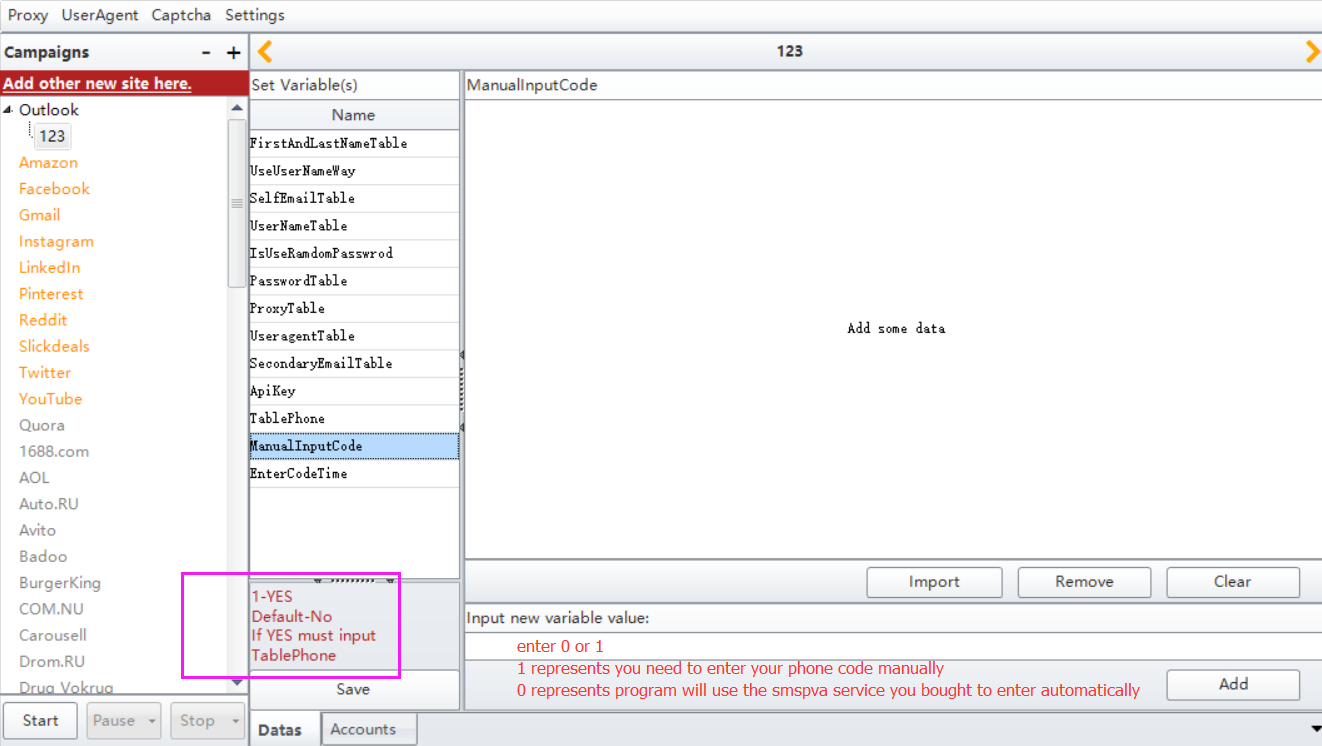 Proxy UserAgent Captcha Settings
Campaigns - +
123
Add other new site here.
Set Variable(s)
ManualInputCode
Outlook
123
Amazon
Facebook
Gmail
Instagram
LinkedIn
Pinterest
Reddit
Slickdeals
Twitter
YouTube
Quora
1688.com
AOL
Auto.RU
Avito
Badoo
BurgerKing
COM.NU
Carousell
Drom.RU
Drug Vokrug
Start Pause Stop
Name
FirstAndLastNameTable
UseUserNameWay
SelfEmailTable
UserNameTable
IsUseRamdomPasswrod
PasswordTable
ProxyTable
UseragentTable
SecondaryEmailTable
ApiKey
TablePhone
ManualInputCode
EnterCodeTime
1-YES
Default-No
If YES must input
TablePhone
Save
Datas Accounts
Add some data
Import Remove Clear
Input new variable value:
enter 0 or 1
1 represents you need to enter your phone code manually
0 represents program will use the smspva service you bought to enter automatically
Add